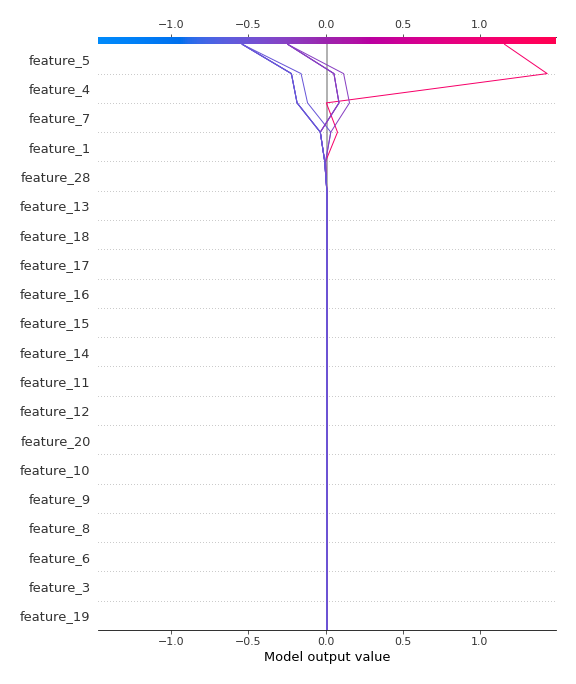 −1.0 −0.5 0.0 0.5 1.0
feature_5
feature_4
feature_7
feature_1
feature_28
feature_13
feature_18
feature_17
feature_16
feature_15
feature_14
feature_11
feature_12
feature_20
feature_10
feature_9
feature_8
feature_6
feature_3
feature_19
−1.0 −0.5 0.0 0.5 1.0
Model output value